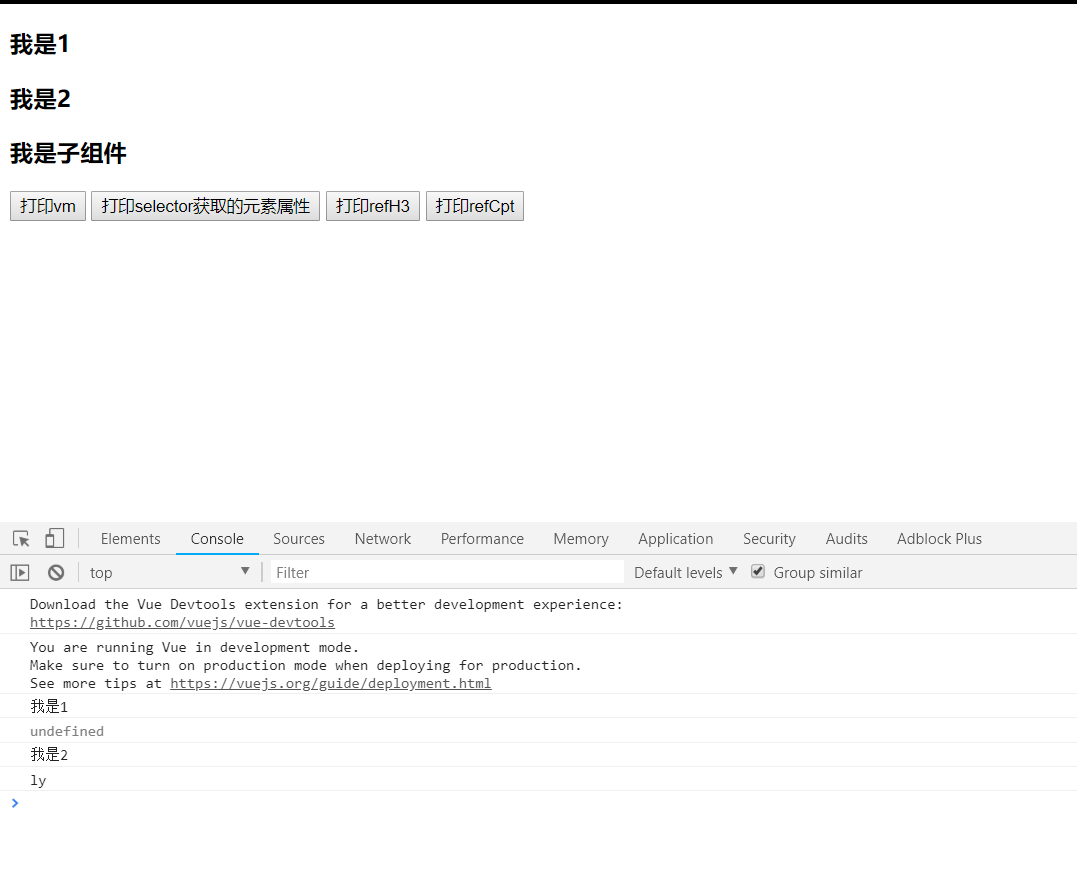 我是1
我是2
我是子组件
打印vm 打印selector获取的元素属性 打印refH3 打印refCpt
Elements Console Sources Network Performance Memory Application Security Audits Adblock Plus
top Filter Default levels Group similar
Download the Vue Devtools extension for a better development experience:
https://github.com/vuejs/vue-devtools
You are running Vue in development mode.
Make sure to turn on production mode when deploying for production.
See more tips at https://vuejs.org/guide/deployment.html
我是1
undefined
我是2
ly